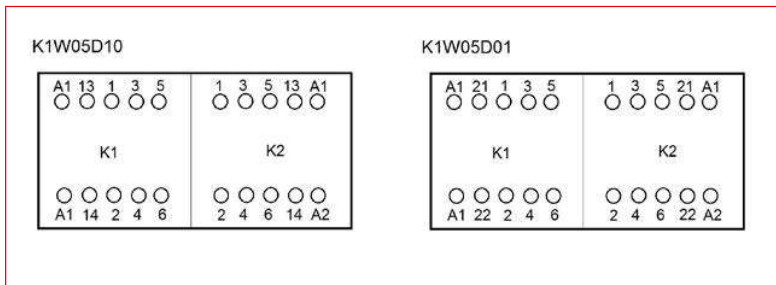 K1W05D10 K1W05D01
A1 13 1 3 5 1 3 5 13 A1 A1 21 1 3 5 1 3 5 21 A1
K1 K2 K1 K2
A1 14 2 4 6 2 4 6 14 A2 A1 22 2 4 6 2 4 6 22 A2